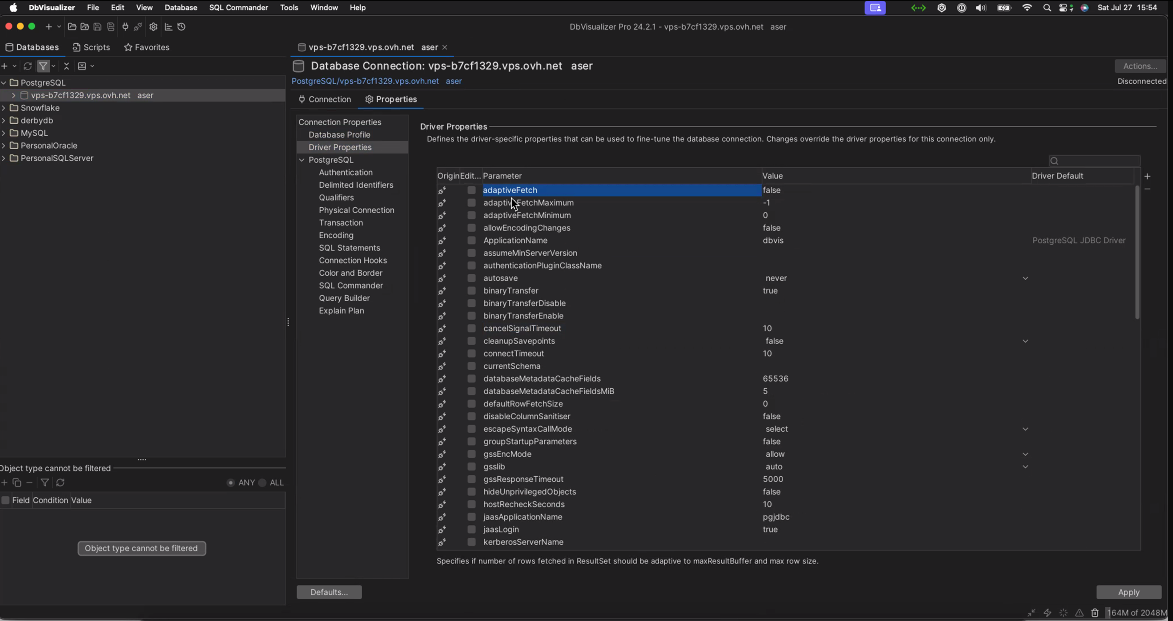 DbVisualizer File Edit View Database SQL Commander Tools Window Help
Sat Jul 27 15:54
DbVisualizer Pro 24.2.1 - vps-b7cf1329.vps.ovh.net aser
Databases Scripts Favorites
vps-b7cf1329.vps.ovh.net aser
Database Connection: vps-b7cf1329.vps.ovh.net aser
Actions...
PostgreSQL/vps-b7cf1329.vps.ovh.net aser
Disconnected
Connection Properties
PostgreSQL
vps-b7cf1329.vps.ovh.net aser
Snowflake
derbydb
MySQL
PersonalOracle
PersonalSQLServer
Object type cannot be filtered
ANY ALL
Field Condition Value
Object type cannot be filtered
Connection Properties
Database Profile
Driver Properties
PostgreSQL
Authentication
Delimited Identifiers
Qualifiers
Physical Connection
Transaction
Encoding
SQL Statements
Connection Hooks
Color and Border
SQL Commander
Query Builder
Explain Plan
Defaults...
Driver Properties
Defines the driver-specific properties that can be used to fine-tune the database connection. Changes override the driver properties for this connection only.
Origin Edit... Parameter Value Driver Default
adaptiveFetch false
adaptiveFetchMaximum -1
adaptiveFetchMinimum 0
allowEncodingChanges false
ApplicationName dbvis PostgreSQL JDBC Driver
assumeMinServerVersion
authenticationPluginClassName
autosave never
binaryTransfer true
binaryTransferDisable
binaryTransferEnable
cancelSignalTimeout 10
cleanupSavepoints false
connectTimeout 10
currentSchema
databaseMetadataCacheFields 65536
databaseMetadataCacheFieldsMiB 5
defaultRowFetchSize 0
disableColumnSanitiser false
escapeSyntaxCallMode select
groupStartupParameters false
gssEncMode allow
gsslib auto
gssResponseTimeout 5000
hideUnprivilegedObjects false
hostRecheckSeconds 10
jaasApplicationName pgjdbc
jaasLogin true
kerberosServerName
Specifies if number of rows fetched in ResultSet should be adaptive to maxResultBuffer and max row size.
Apply
164M of 2048M